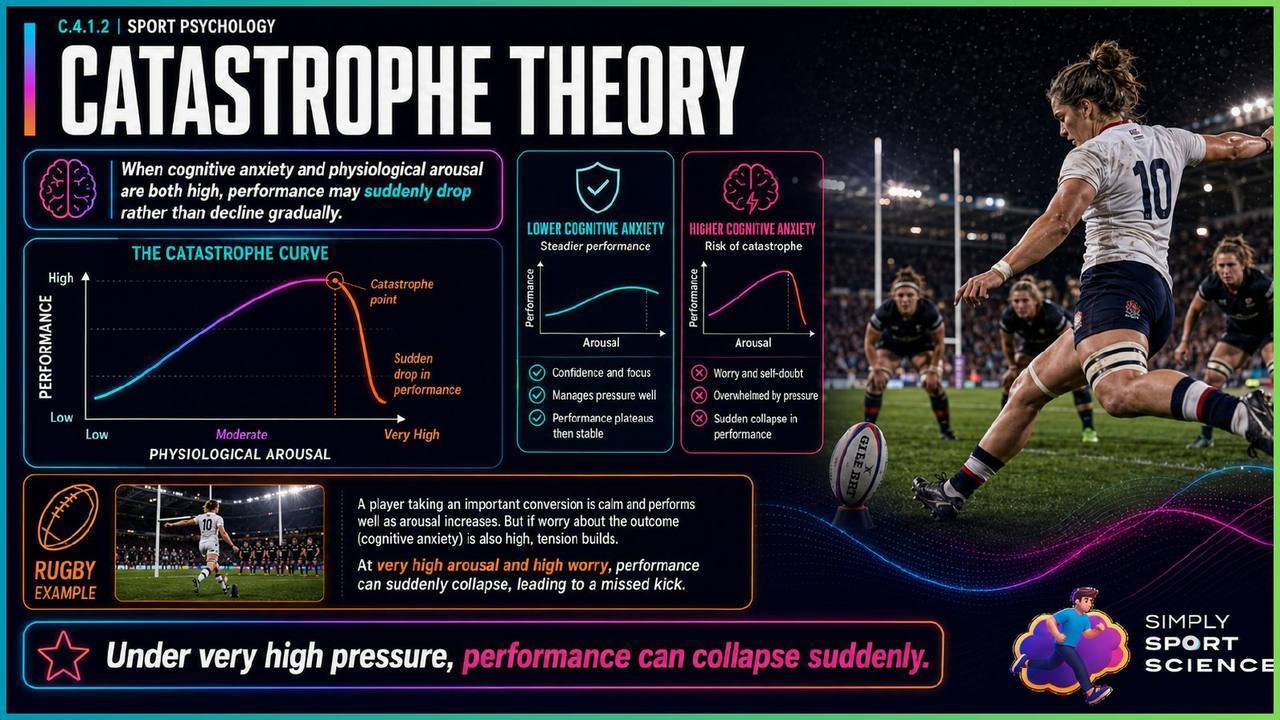 C.4.1.2 | SPORT PSYCHOLOGY
CATASTROPHE THEORY
When cognitive anxiety and physiological arousal
are both high, performance may suddenly drop
rather than decline gradually.
THE CATASTROPHE CURVE
High
PERFORMANCE
Low
Catastrophe
point
Sudden
drop in
performance
Low
Moderate
Very High
PHYSIOLOGICAL AROUSAL
LOWER COGNITIVE ANXIETY
Steadier performance
Performance
Arousal
Confidence and focus
Manages pressure well
Performance plateaus
then stable
HIGHER COGNITIVE ANXIETY
Risk of catastrophe
Performance
Arousal
Worry and self-doubt
Overwhelmed by pressure
Sudden collapse in
performance
10
RUGBY
EXAMPLE
10
A player taking an important conversion is calm and performs
well as arousal increases. But if worry about the outcome
(cognitive anxiety) is also high, tension builds.
At very high arousal and high worry, performance
can suddenly collapse, leading to a missed kick.
Under very high pressure, performance can collapse suddenly.
SIMPLY
SPORT
SCIENCE